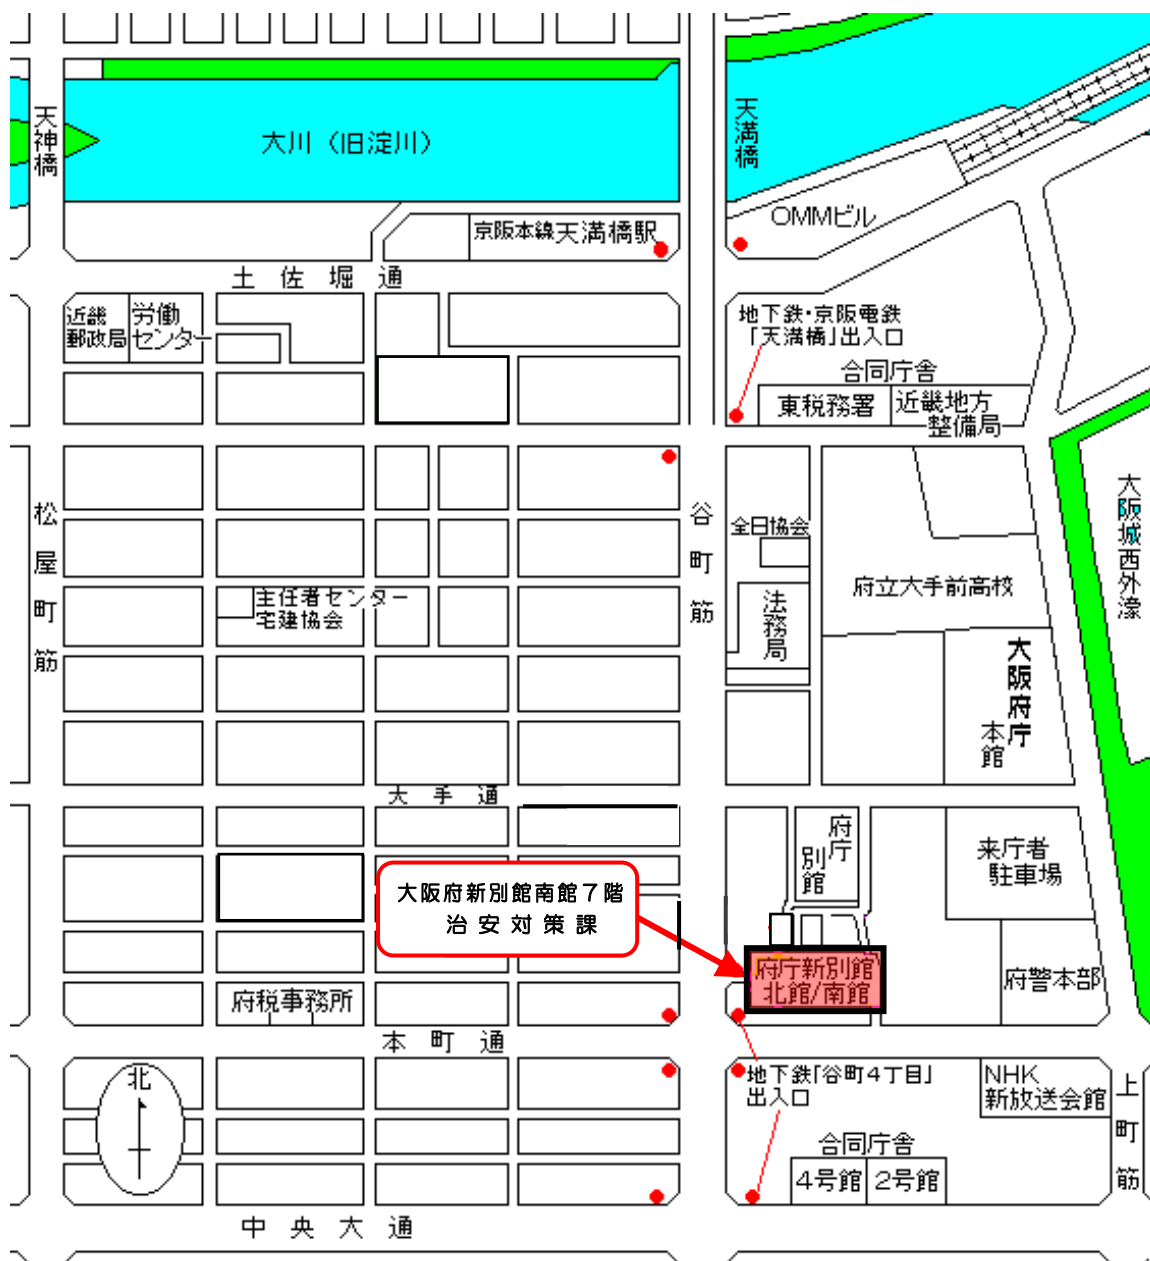 天神橋
大川（旧淀川）
天満橋
OMMビル
京阪本線天満橋駅
土佐堀通
近畿
郵政局
労働
センター
地下鉄・京阪電鉄
「天満橋」出入口
合同庁舎
東税務署
近畿地方
整備局
松屋町筋
谷町筋
全日協会
法務局
府立大手前高校
大阪城西外濠
主任者センター
宅建協会
大阪府庁
本館
大手通
府庁
別館
来庁者
駐車場
大阪府新別館南館７階
治安対策課
府庁新別館
北館/南館
府警本部
府税事務所
本町通
北
地下鉄「谷町4丁目」
出入口
NHK
新放送会館
上町筋
合同庁舎
4号館
2号館
中央大通